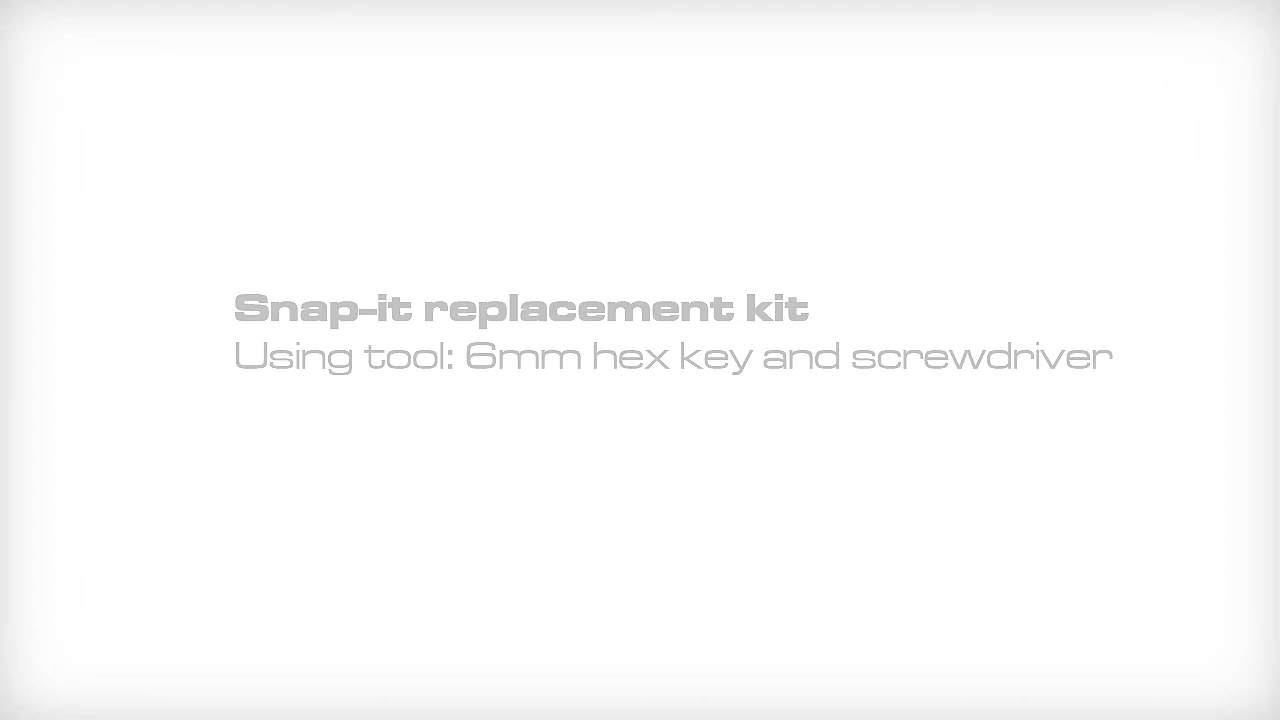 Snap-it replacement kit
Using tool: 6mm hex key and screwdriver